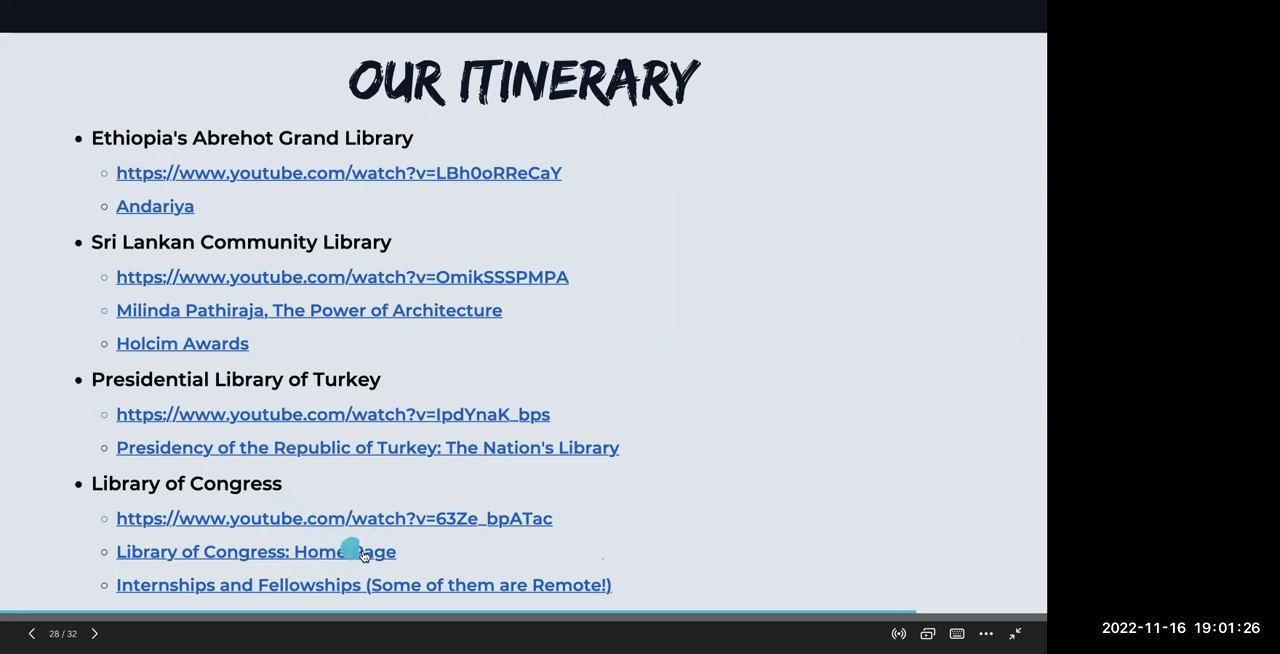 OUR ITINERARY
Ethiopia's Abrehot Grand Library
https://www.youtube.com/watch?v=LBh0oRReCaY
Andariya
Sri Lankan Community Library
https://www.youtube.com/watch?v=OmikSSSPMPA
Milinda Pathiraja, The Power of Architecture
Holcim Awards
Presidential Library of Turkey
https://www.youtube.com/watch?v=IpdYnaK_bps
Presidency of the Republic of Turkey: The Nation's Library
Library of Congress
https://www.youtube.com/watch?v=63Ze_bpATac
Library of Congress: Home Page
Internships and Fellowships (Some of them are Remote!)
28 / 32
2022-11-16 19:01:26